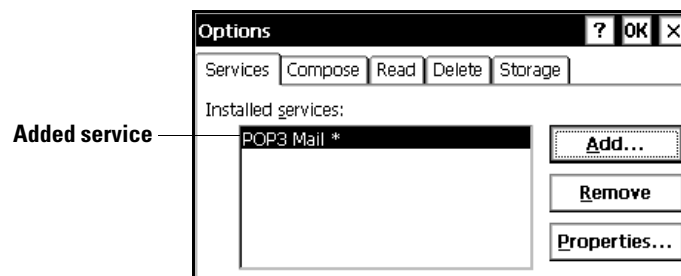 Options ? OK ×
Services Compose Read Delete Storage
Installed services:
Added service
POP3 Mail *
Add...
Remove
Properties...